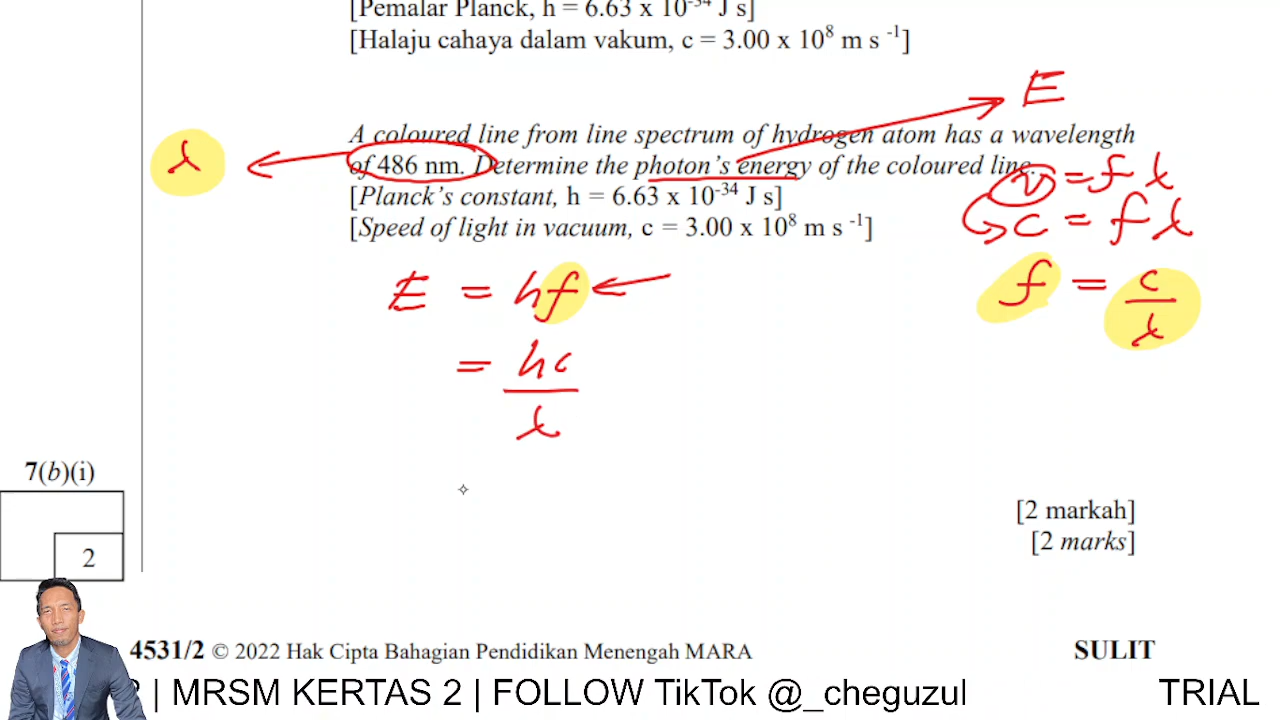 [Pemalar Planck, h = 6.63 x 10⁻³⁴ J s]
[Halaju cahaya dalam vakum, c = 3.00 x 10⁸ m s ⁻¹]
E
A coloured line from line spectrum of hydrogen atom has a wavelength
λ
of 486 nm. Determine the photon's energy of the coloured line.
v = f λ
[Planck's constant, h = 6.63 x 10⁻³⁴ J s]
c = f λ
[Speed of light in vacuum, c = 3.00 x 10⁸ m s ⁻¹]
E = hf
f = c/λ
= hc/λ
7(b)(i)
[2 markah]
[2 marks]
2
4531/2 © 2022 Hak Cipta Bahagian Pendidikan Menengah MARA
SULIT
| MRSM KERTAS 2 | FOLLOW TikTok @_cheguzul
TRIAL